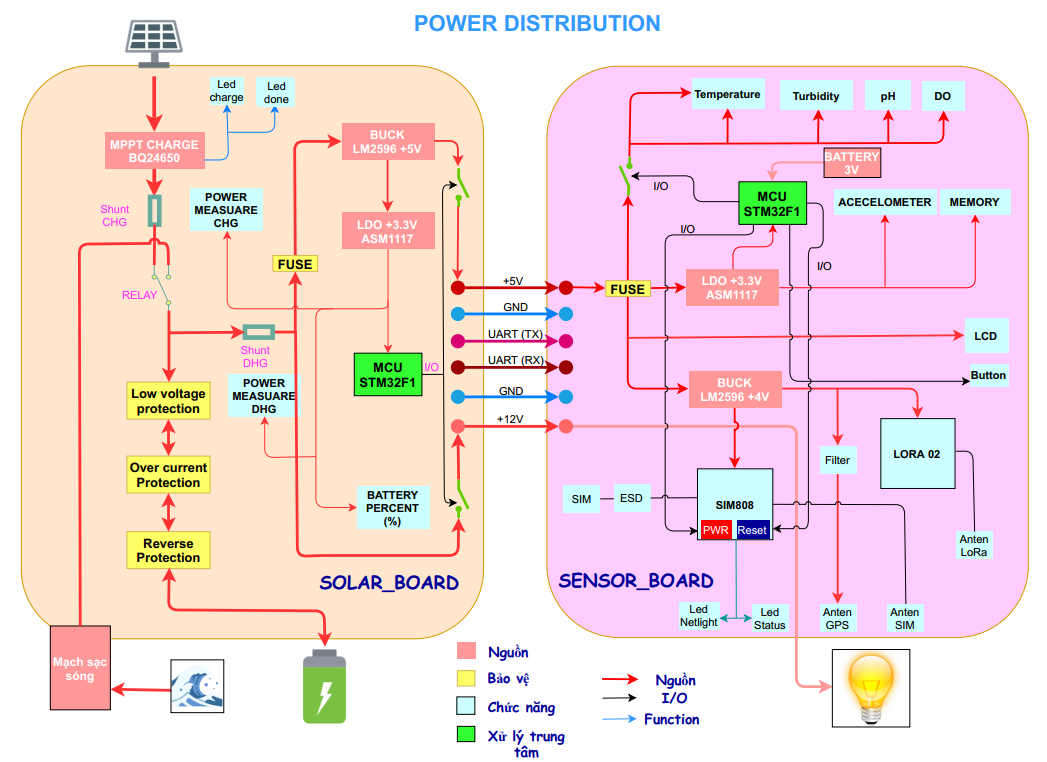 POWER DISTRIBUTION
Led
charge
Led
done
MPPT CHARGE
BQ24650
BUCK
LM2596 +5V
Shunt
CHG
POWER
MEASUARE
CHG
LDO +3.3V
ASM1117
FUSE
RELAY
Shunt
DHG
MCU
STM32F1
I/O
POWER
MEASUARE
DHG
Low voltage
protection
Over current
Protection
Reverse
Protection
BATTERY
PERCENT
(%)
SOLAR_BOARD
+5V
GND
UART (TX)
UART (RX)
GND
+12V
Temperature
Turbidity
pH
DO
BATTERY
3V
I/O
MCU
STM32F1
ACECELOMETER
MEMORY
I/O
I/O
FUSE
LDO +3.3V
ASM1117
LCD
Button
BUCK
LM2596 +4V
LORA 02
Filter
SIM
ESD
SIM808
PWR
Reset
Anten
LoRa
SENSOR_BOARD
Led
Netlight
Led
Status
Anten
GPS
Anten
SIM
Mạch sạc
sóng
Nguồn
Bảo vệ
Chức năng
Xử lý trung
tâm
Nguồn
I/O
Function